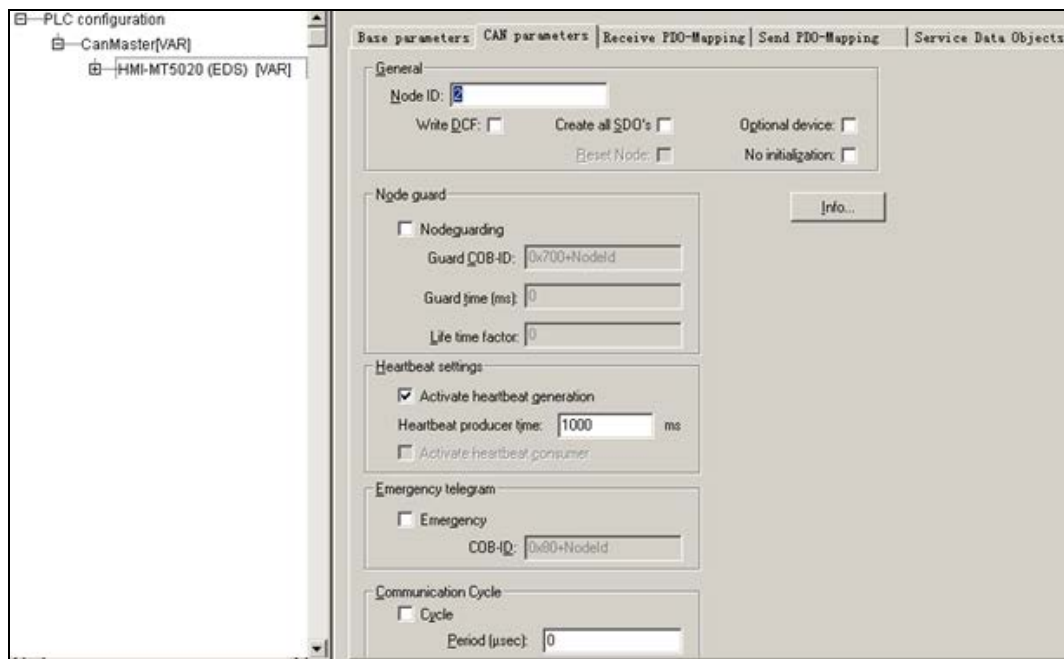 PLC configuration
CanMaster[VAR]
HMI-MT5020 (EDS) [VAR]
Base parameters CAN parameters Receive PDO-Mapping Send PDO-Mapping Service Data Objects
General
Node ID: 2
Write DCF: Create all SDO's Optional device:
Reset Node: No initialization:
Node guard
Info...
Nodeguarding
Guard COB-ID: 0x700+NodeId
Guard time (ms): 0
Life time factor: 0
Heartbeat settings
Activate heartbeat generation
Heartbeat producer time: 1000 ms
Activate heartbeat consumer
Emergency telegram
Emergency
COB-ID: 0x80+NodeId
Communication Cycle
Cycle
Period (µsec): 0